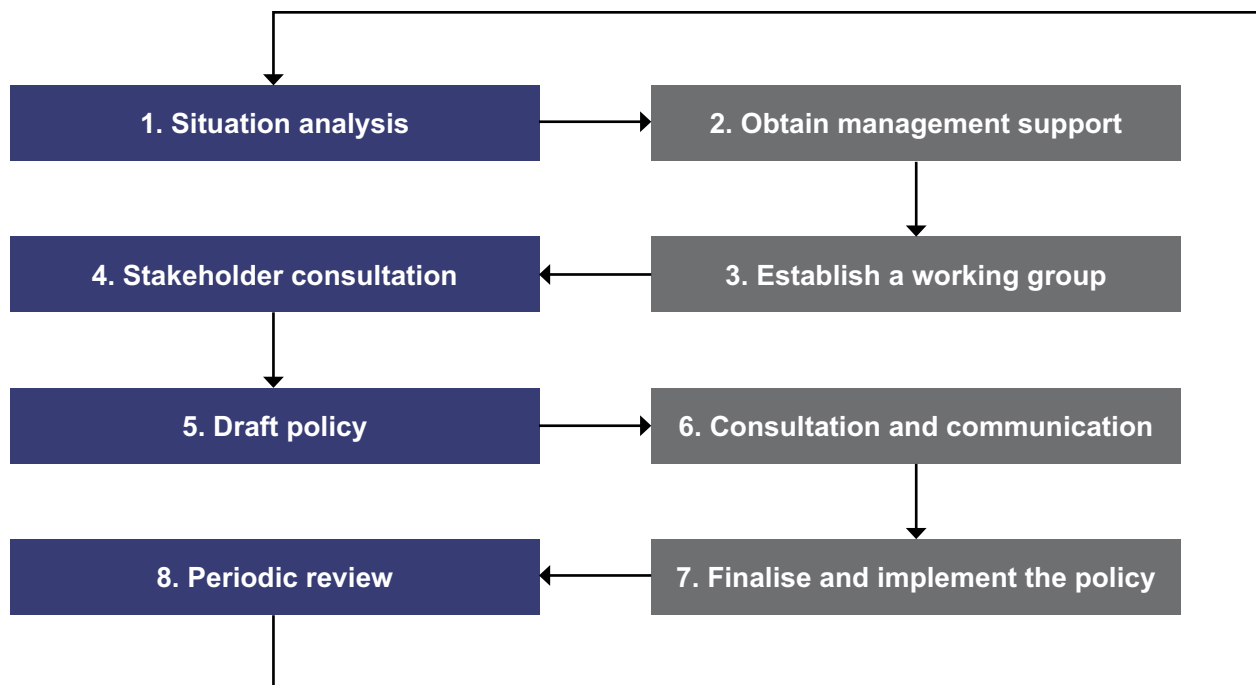 1. Situation analysis
2. Obtain management support
4. Stakeholder consultation
3. Establish a working group
5. Draft policy
6. Consultation and communication
8. Periodic review
7. Finalise and implement the policy